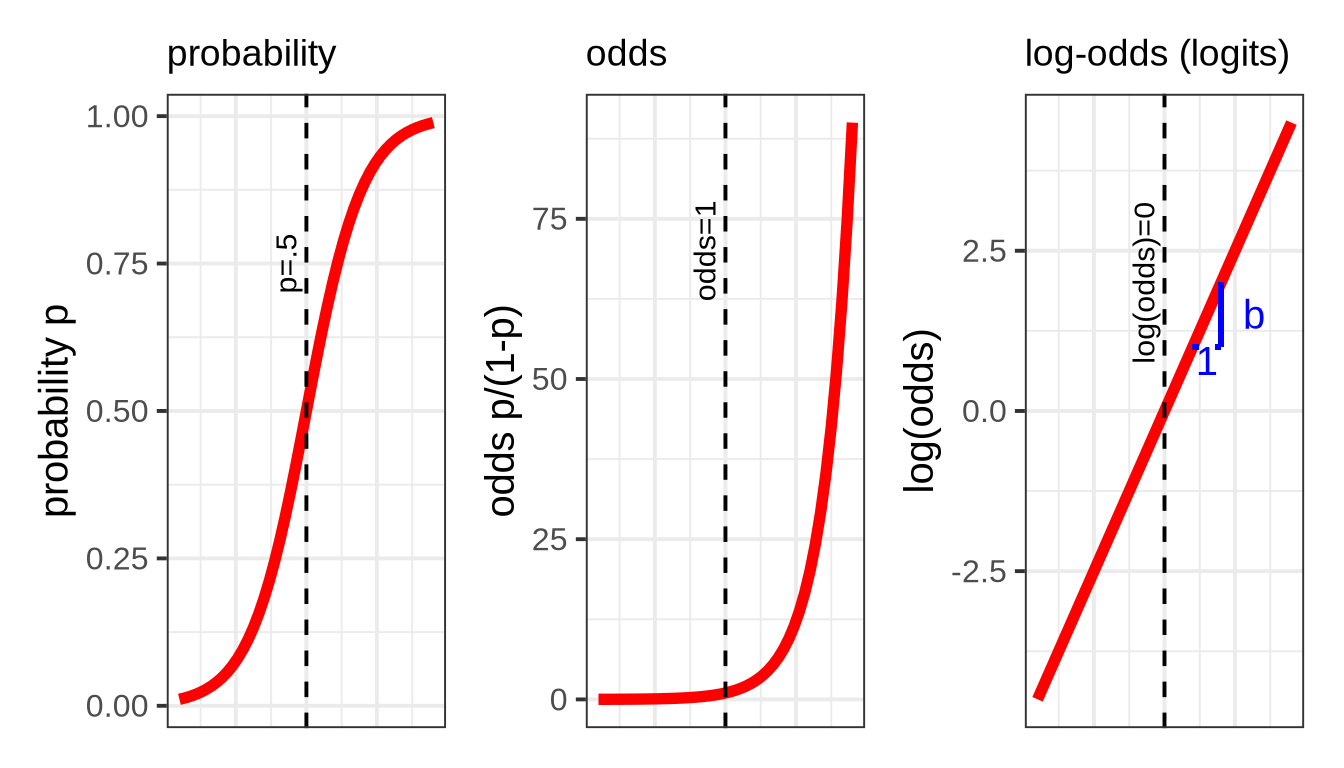 probability
probability p
1.00
0.75
0.50
0.25
0.00
p=.5
odds
odds p/(1-p)
75
50
25
0
odds=1
log-odds (logits)
log(odds)
2.5
0.0
-2.5
log(odds)=0
b
1